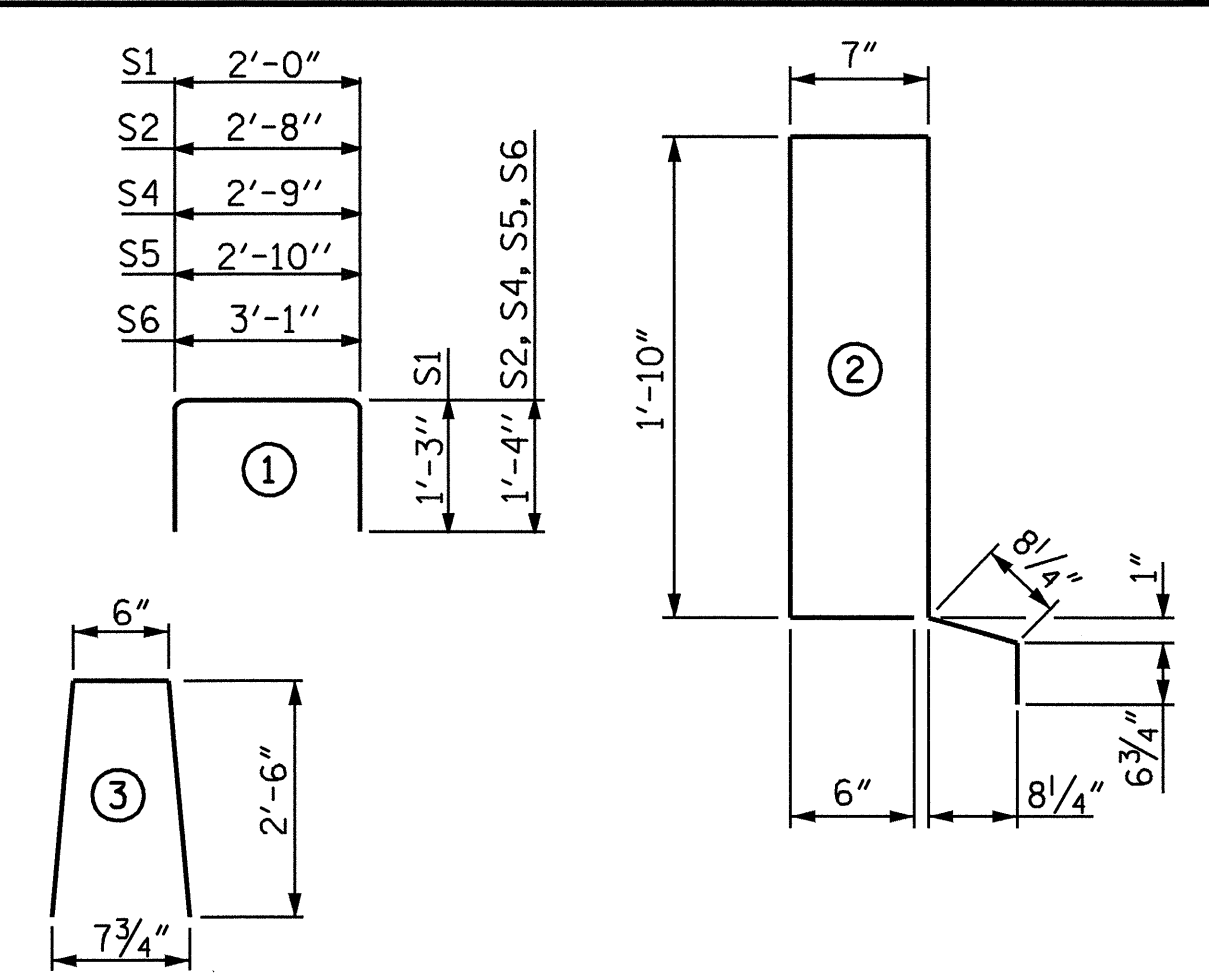 S1 2'-0"
S2 2'-8''
S4 2'-9''
S5 2'-10''
S6 3'-1''
1'-3'' S1
1'-4'' S2, S4, S5, S6
1
7"
1'-10"
2
8 1/4"
1"
6 3/4"
6"
8 1/4"
6"
3
2'-6"
7 3/4"